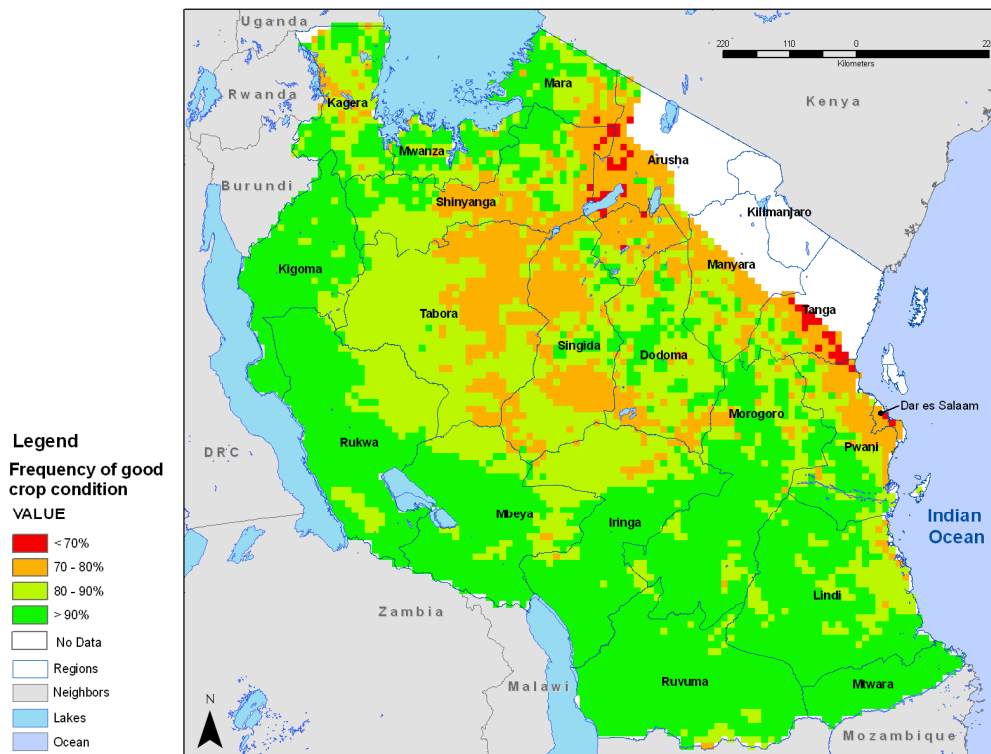 Uganda
220 110 0 220
Kilometers
Mara
Kenya
Rwanda
Kagera
Mwanza
Arusha
Burundi
Shinyanga
Kilimanjaro
Kigoma
Manyara
Tabora
Tanga
Singida
Dodoma
Dar es Salaam
Morogoro
Legend
Rukwa
Pwani
DRC
Frequency of good
crop condition
VALUE
Mbeya
Iringa
Indian
Ocean
<70%
70 - 80%
80 - 90%
> 90%
No Data
Regions
Neighbors
Lakes
Ocean
Lindi
Zambia
Ruvuma
Mtwara
Malawi
N
Mozambique